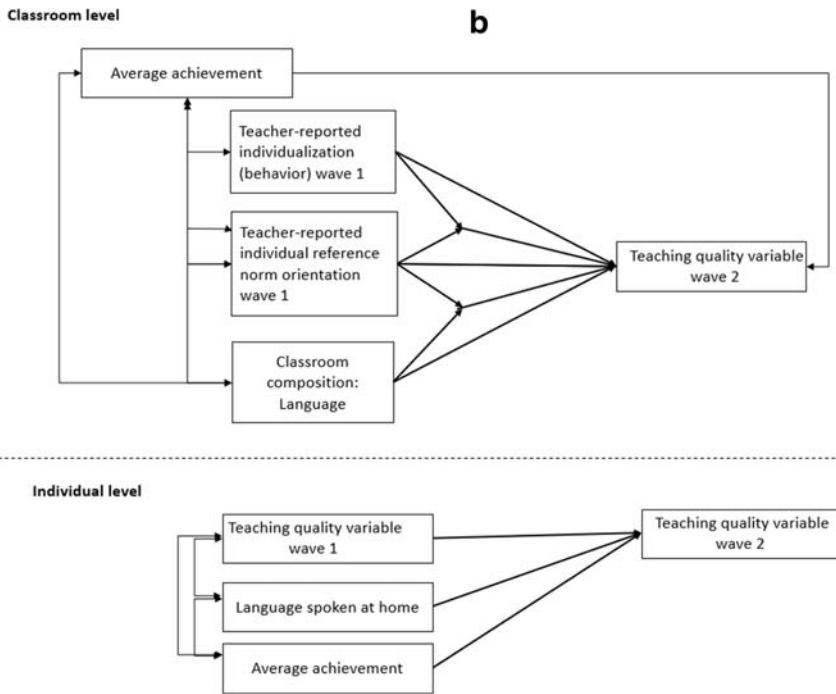 Classroom level
b
Average achievement
Teacher-reported
individualization
(behavior) wave 1
Teacher-reported
individual reference
norm orientation
wave 1
Teaching quality variable
wave 2
Classroom
composition:
Language
Individual level
Teaching quality variable
wave 1
Teaching quality variable
wave 2
Language spoken at home
Average achievement